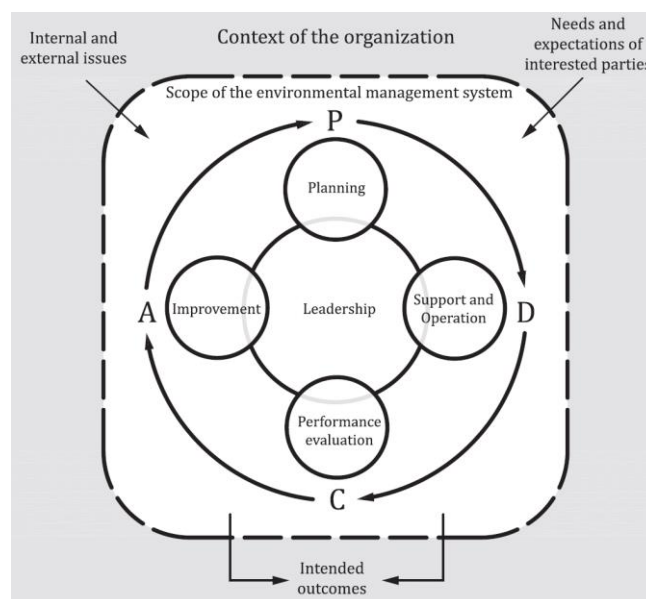 Internal and
external issues
Context of the organization
Needs and
expectations of
interested parties
Scope of the environmental management system
P
Planning
A
Improvement
Leadership
Support and
Operation
D
Performance
evaluation
C
Intended
outcomes